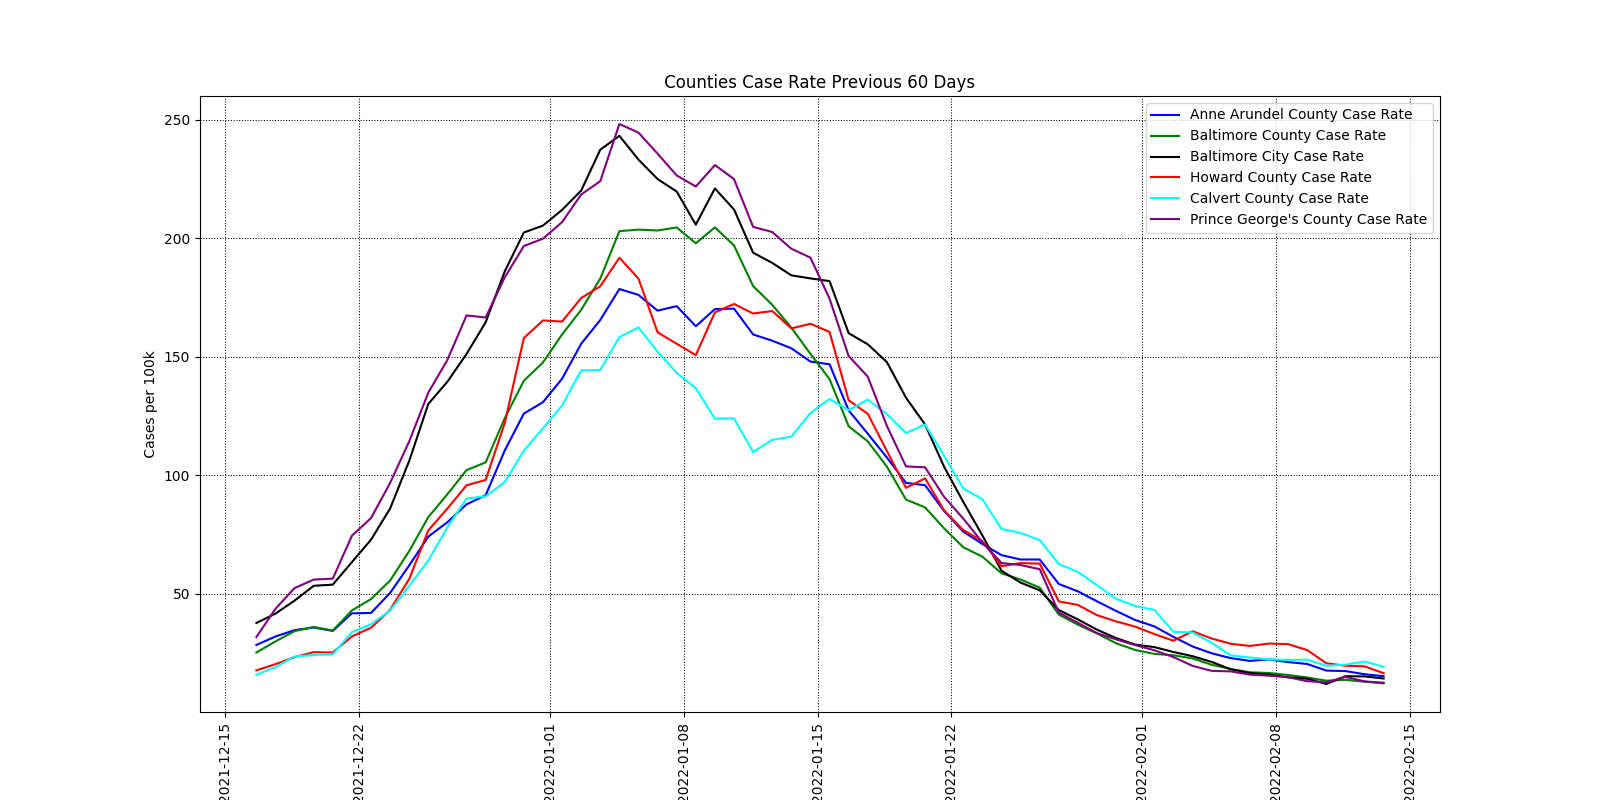 Counties Case Rate Previous 60 Days
Anne Arundel County Case Rate
Baltimore County Case Rate
Baltimore City Case Rate
Howard County Case Rate
Calvert County Case Rate
Prince George's County Case Rate
Cases per 100k
250
200
150
100
50
2021-12-15
2021-12-22
2022-01-01
2022-01-08
2022-01-15
2022-01-22
2022-02-01
2022-02-08
2022-02-15